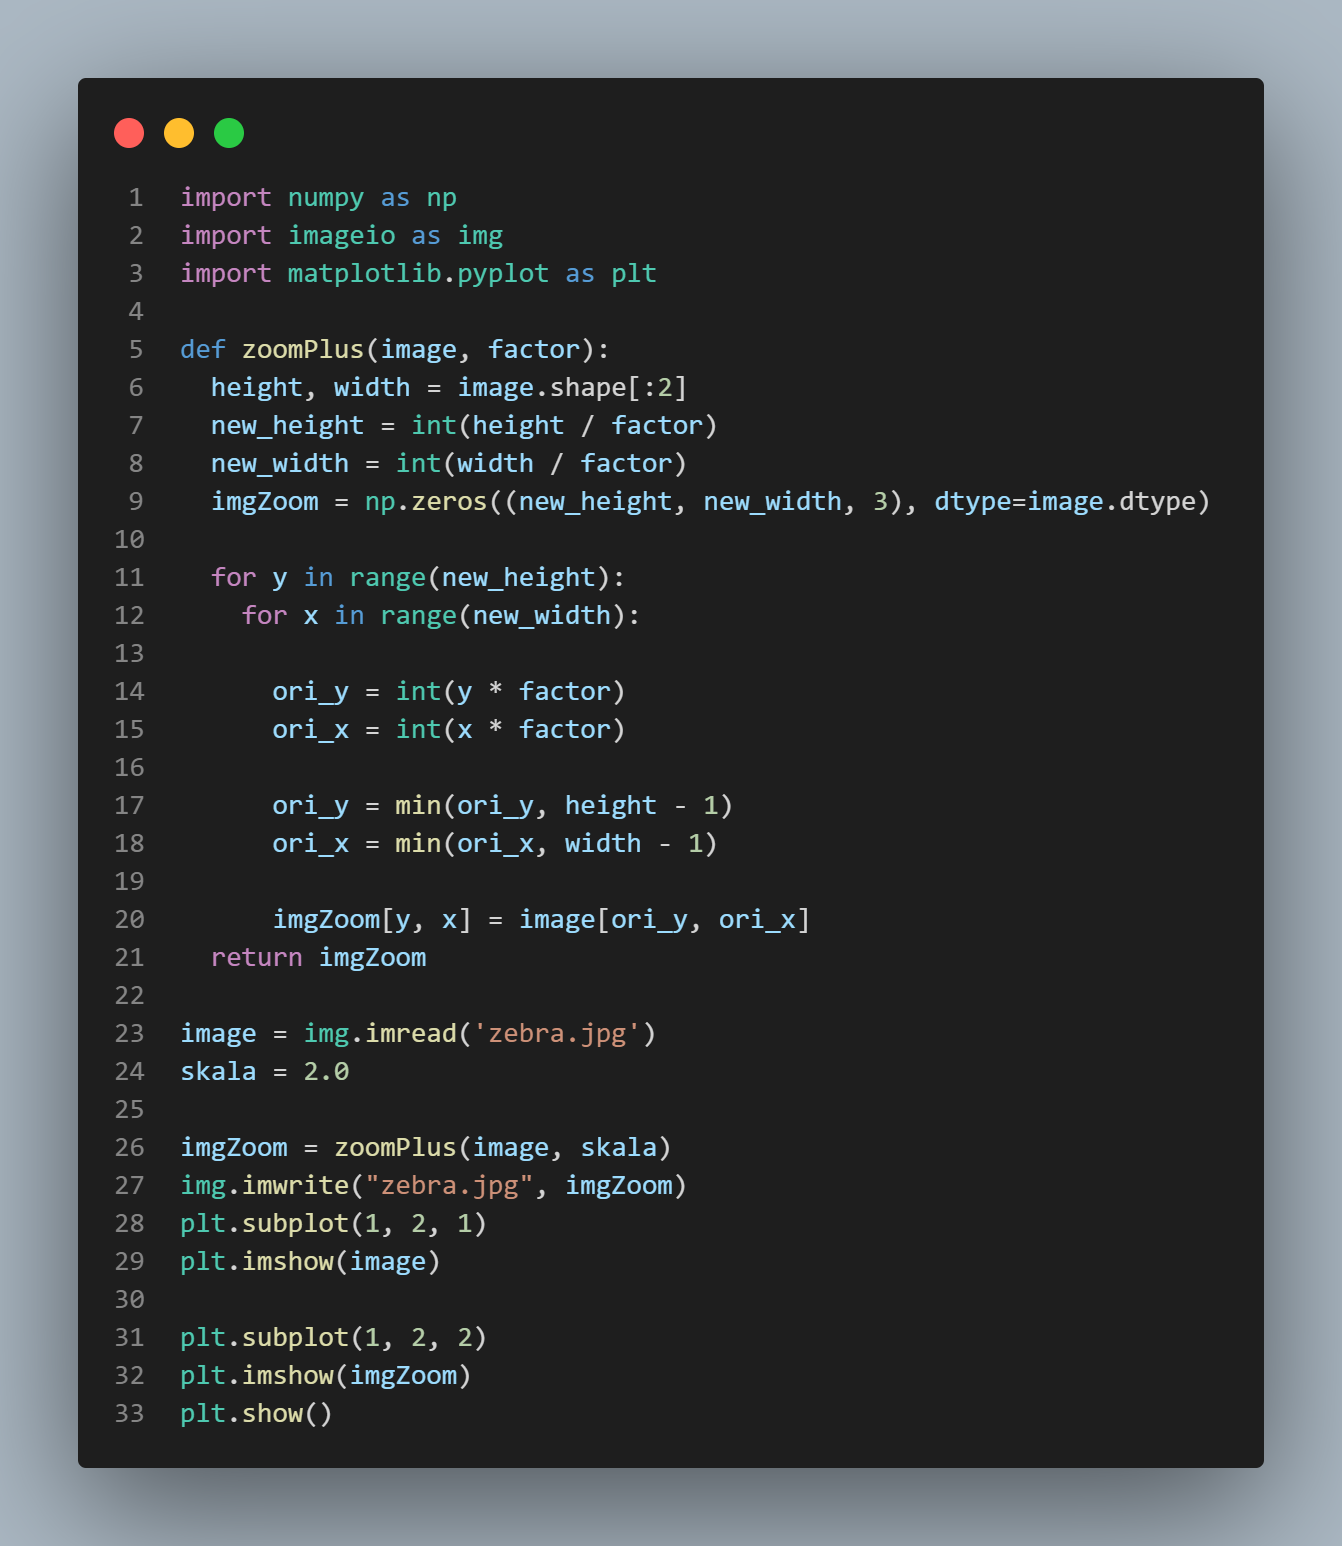 1 import numpy as np
2 import imageio as img
3 import matplotlib.pyplot as plt
4
5 def zoomPlus(image, factor):
6   height, width = image.shape[:2]
7   new_height = int(height / factor)
8   new_width = int(width / factor)
9   imgZoom = np.zeros((new_height, new_width, 3), dtype=image.dtype)
10
11   for y in range(new_height):
12     for x in range(new_width):
13
14       ori_y = int(y * factor)
15       ori_x = int(x * factor)
16
17       ori_y = min(ori_y, height - 1)
18       ori_x = min(ori_x, width - 1)
19
20       imgZoom[y, x] = image[ori_y, ori_x]
21   return imgZoom
22
23 image = img.imread('zebra.jpg')
24 skala = 2.0
25
26 imgZoom = zoomPlus(image, skala)
27 img.imwrite("zebra.jpg", imgZoom)
28 plt.subplot(1, 2, 1)
29 plt.imshow(image)
30
31 plt.subplot(1, 2, 2)
32 plt.imshow(imgZoom)
33 plt.show()